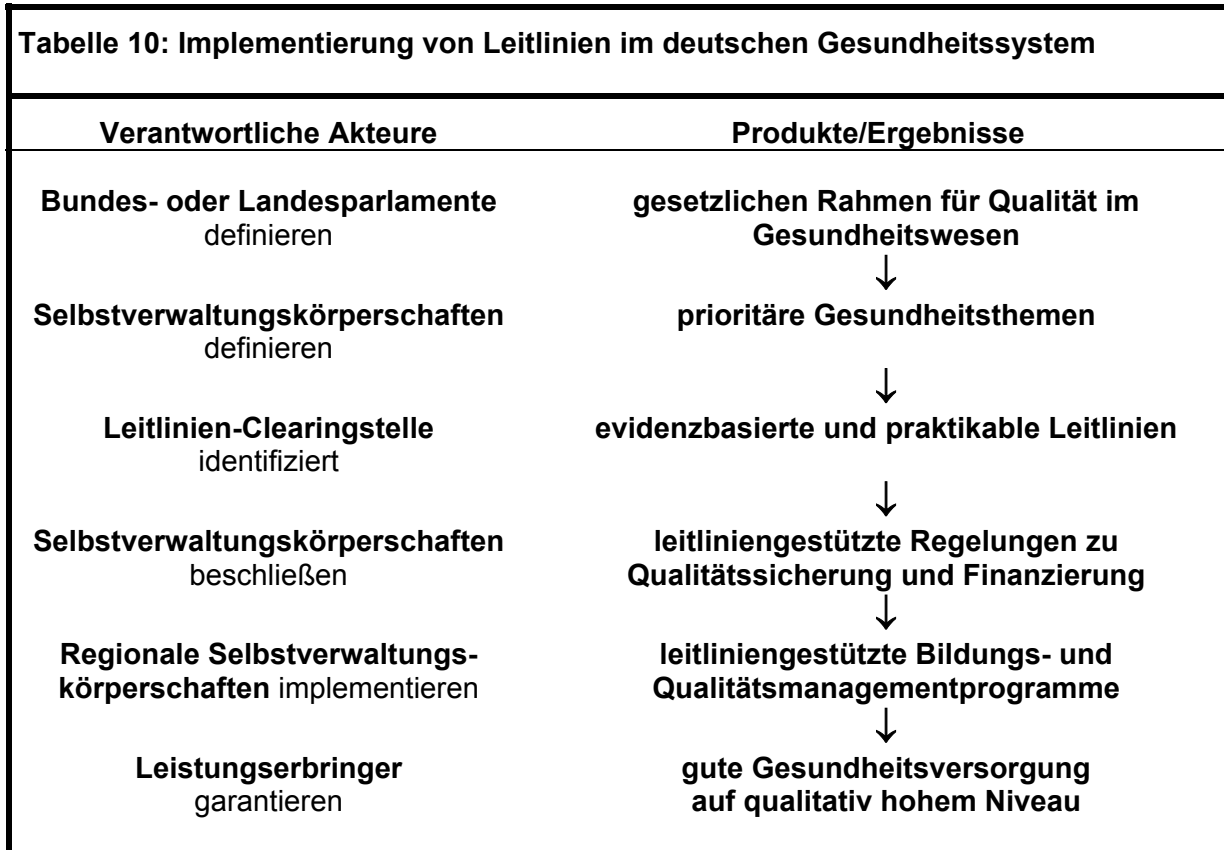 Tabelle 10: Implementierung von Leitlinien im deutschen Gesundheitssystem
Verantwortliche Akteure
Produkte/Ergebnisse
Bundes- oder Landesparlamente
definieren
gesetzlichen Rahmen für Qualität im
Gesundheitswesen
↓
Selbstverwaltungskörperschaften
definieren
prioritäre Gesundheitsthemen
↓
Leitlinien-Clearingstelle
identifiziert
evidenzbasierte und praktikable Leitlinien
↓
Selbstverwaltungskörperschaften
beschließen
leitliniengestützte Regelungen zu
Qualitätssicherung und Finanzierung
↓
Regionale Selbstverwaltungs-
körperschaften implementieren
leitliniengestützte Bildungs- und
Qualitätsmanagementprogramme
↓
Leistungserbringer
garantieren
gute Gesundheitsversorgung
auf qualitativ hohem Niveau